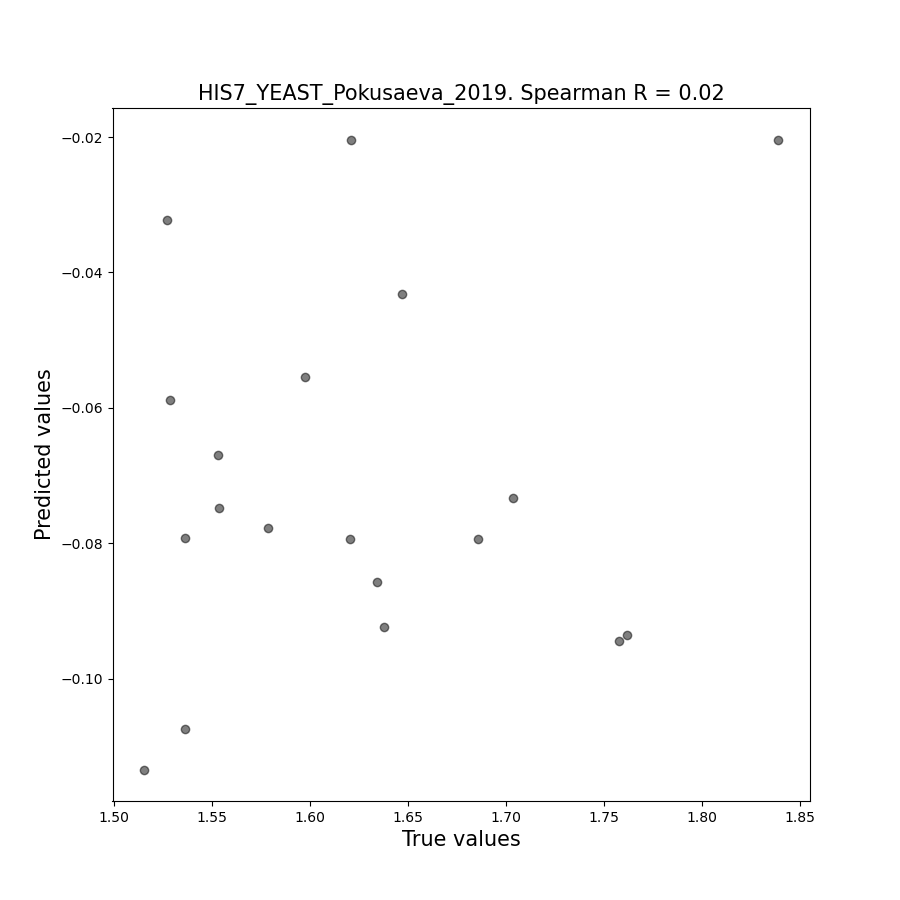 HIS7_YEAST_Pokusaeva_2019. Spearman R = 0.02
−0.02
−0.04
−0.06
−0.08
−0.10
Predicted values
1.50 1.55 1.60 1.65 1.70 1.75 1.80 1.85
True values